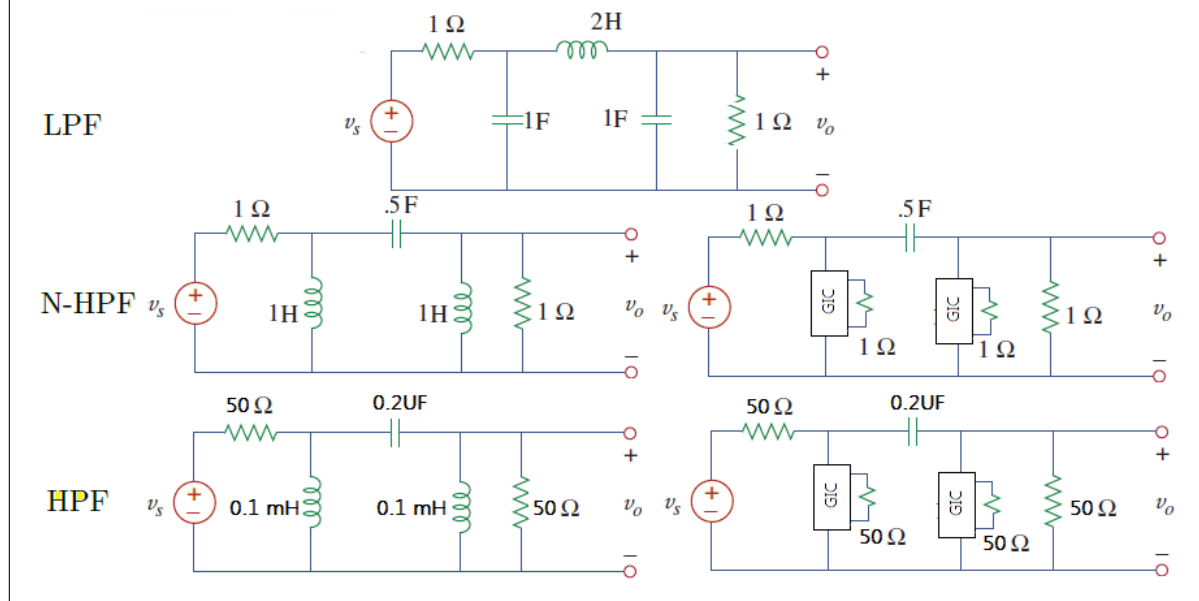 1 Ω 2H
LPF
v_s + − 1F 1F 1 Ω + v_o −
1 Ω .5F
N-HPF v_s + − 1H 1H 1 Ω + v_o −
1 Ω .5F
v_s + − GIC 1 Ω GIC 1 Ω 1 Ω + v_o −
50 Ω 0.2UF
HPF v_s + − 0.1 mH 0.1 mH 50 Ω + v_o −
50 Ω 0.2UF
v_s + − GIC 50 Ω GIC 50 Ω 50 Ω + v_o −